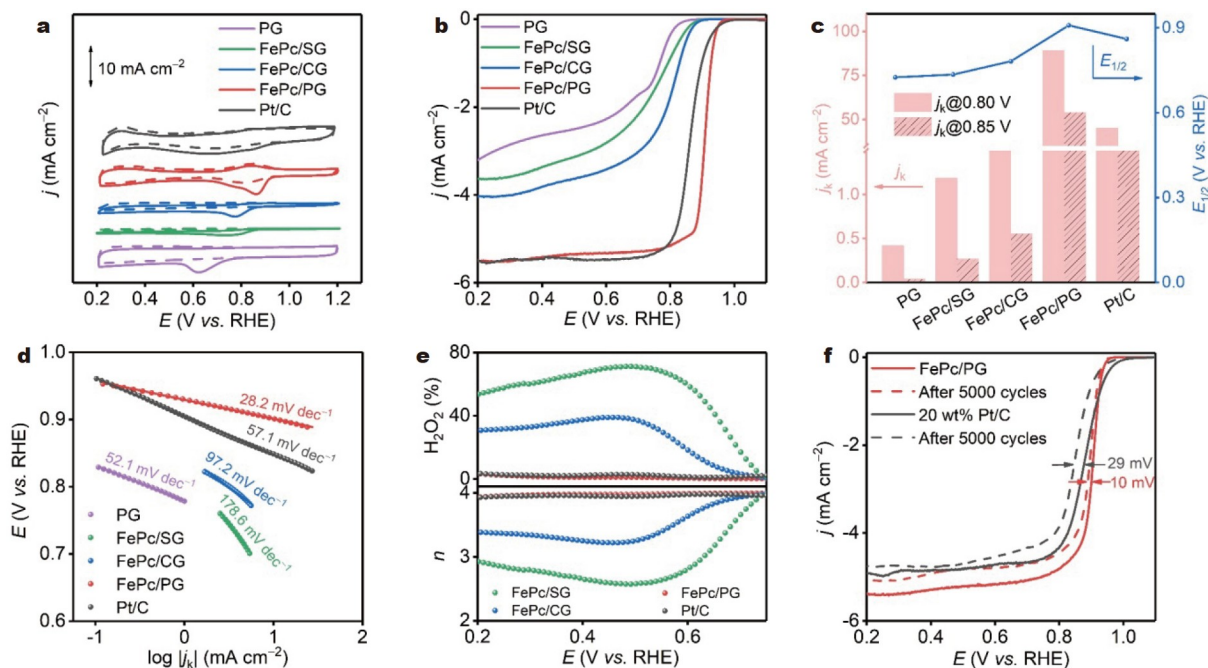 a
10 mA cm⁻²
PG
FePc/SG
FePc/CG
FePc/PG
Pt/C
j (mA cm⁻²)
0.2 0.4 0.6 0.8 1.0 1.2
E (V vs. RHE)
b
PG
FePc/SG
FePc/CG
FePc/PG
Pt/C
j (mA cm⁻²)
0
−2
−4
−6
0.2 0.4 0.6 0.8 1.0
E (V vs. RHE)
c
100
75
50
1.0
0.5
0.0
jₖ (mA cm⁻²)
E1/2
jₖ@0.80 V
jₖ@0.85 V
jₖ
0.9
0.6
0.3
0.0
E1/2 (V vs. RHE)
PG FePc/SG FePc/CG FePc/PG Pt/C
d
1.0
0.9
0.8
0.7
0.6
E (V vs. RHE)
28.2 mV dec⁻¹
57.1 mV dec⁻¹
52.1 mV dec⁻¹
97.2 mV dec⁻¹
178.6 mV dec⁻¹
PG
FePc/SG
FePc/CG
FePc/PG
Pt/C
-1 0 1 2
log |jₖ| (mA cm⁻²)
e
80
40
0
H₂O₂ (%)
4
3
2
n
FePc/SG FePc/PG
FePc/CG Pt/C
0.2 0.4 0.6
E (V vs. RHE)
f
FePc/PG
After 5000 cycles
20 wt% Pt/C
After 5000 cycles
29 mV
10 mV
0
−2
−4
−6
j (mA cm⁻²)
0.2 0.4 0.6 0.8 1.0
E (V vs. RHE)